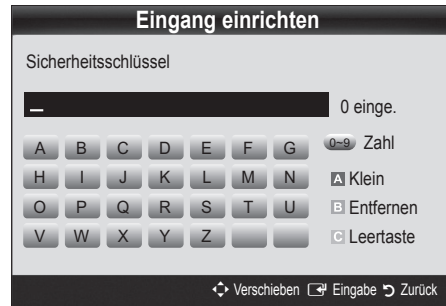 Eingang einrichten
Sicherheitsschlüssel
_ 0 einge.
A B C D E F G 0~9 Zahl
H I J K L M N A Klein
O P Q R S T U B Entfernen
V W X Y Z C Leertaste
Verschieben Eingabe Zurück